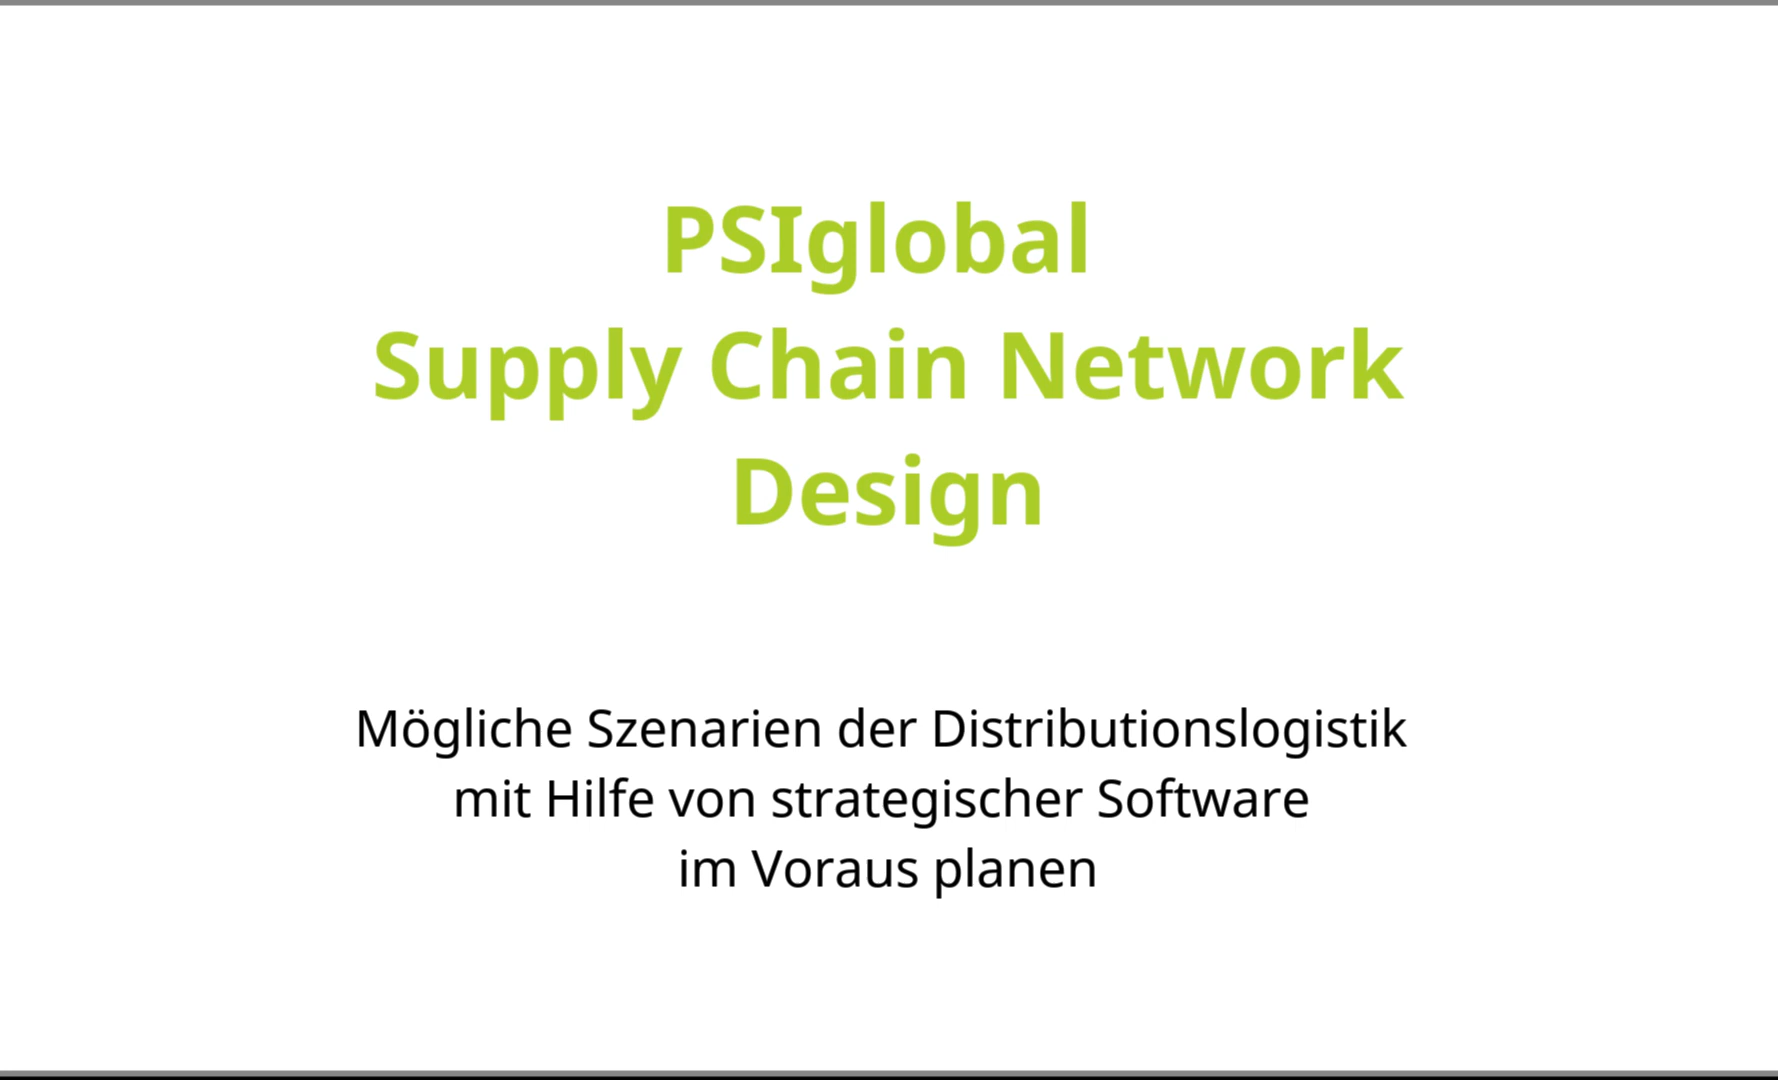 PSIglobal
Supply Chain Network
Design
Mögliche Szenarien der Distributionslogistik
mit Hilfe von strategischer Software
im Voraus planen